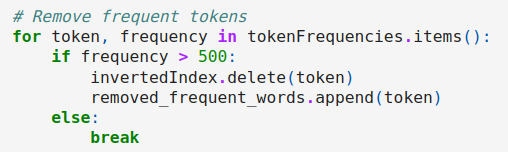 # Remove frequent tokens
for token, frequency in tokenFrequencies.items():
    if frequency > 500:
        invertedIndex.delete(token)
        removed_frequent_words.append(token)
    else:
        break